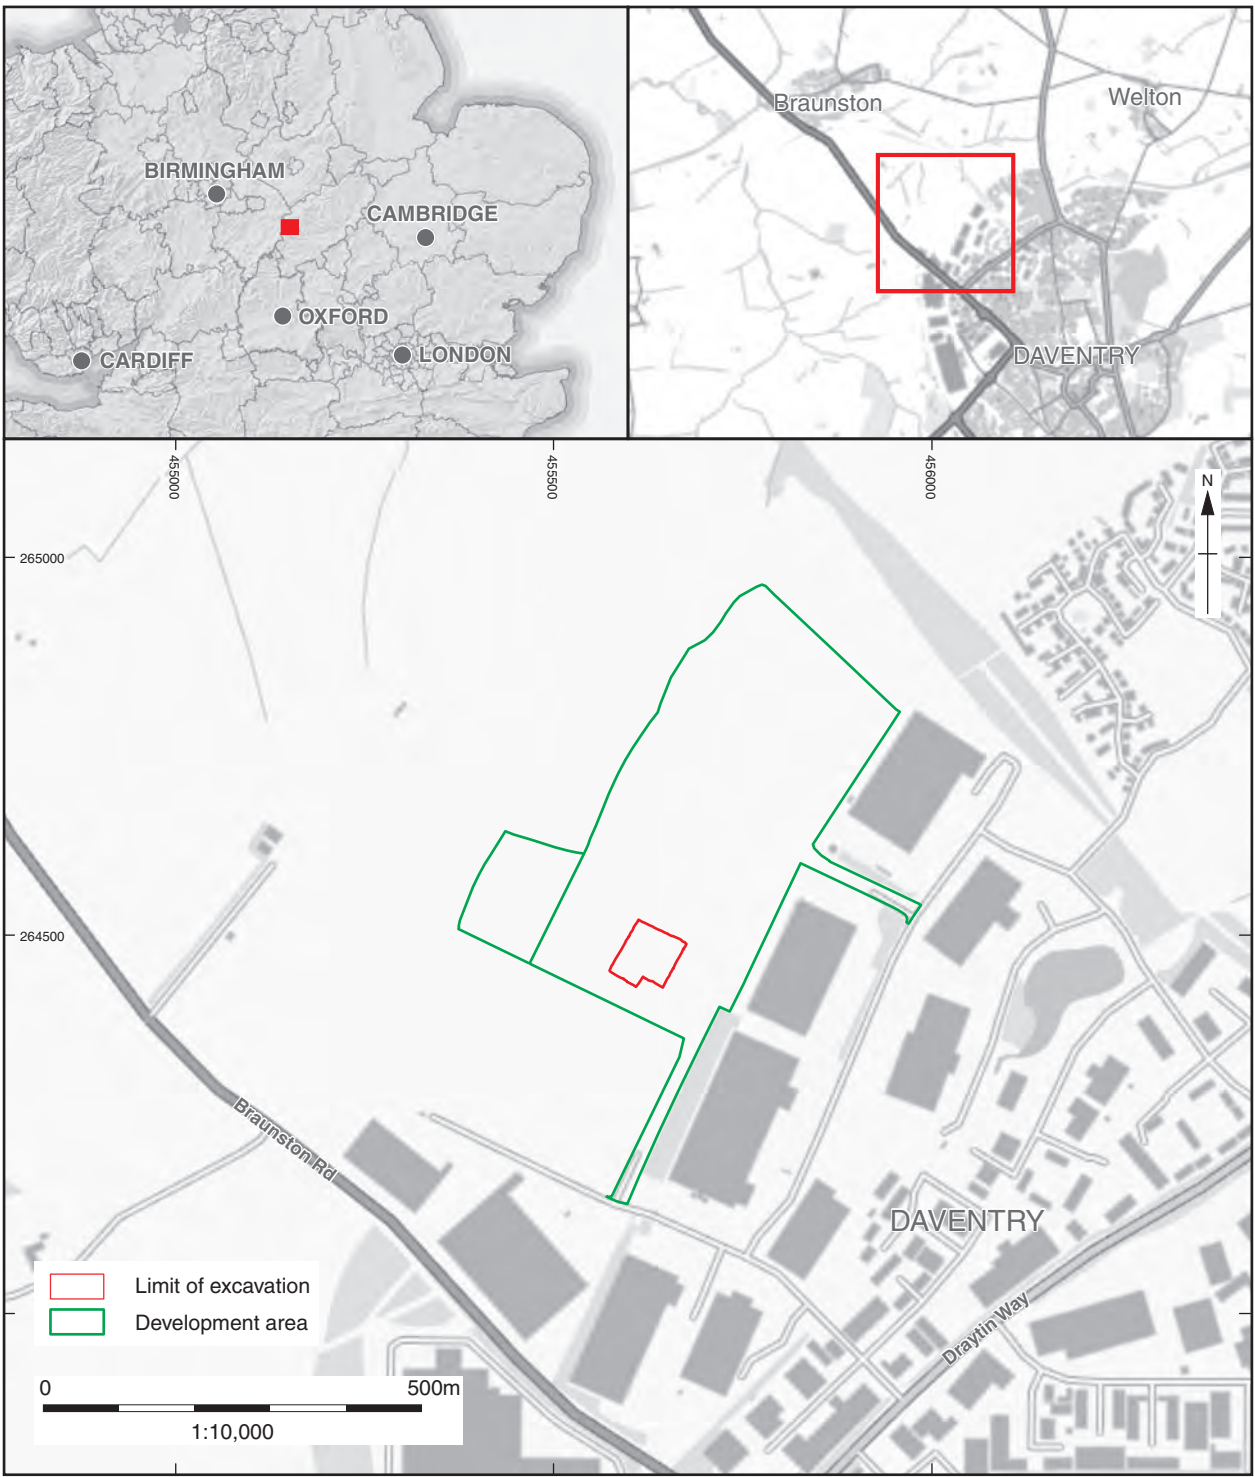 BIRMINGHAM
CAMBRIDGE
OXFORD
LONDON
CARDIFF
Braunston
Welton
DAVENTRY
455000
455500
456000
N
265000
264500
Braunston Rd
DAVENTRY
Draytin Way
Limit of excavation
Development area
0 500m
1:10,000